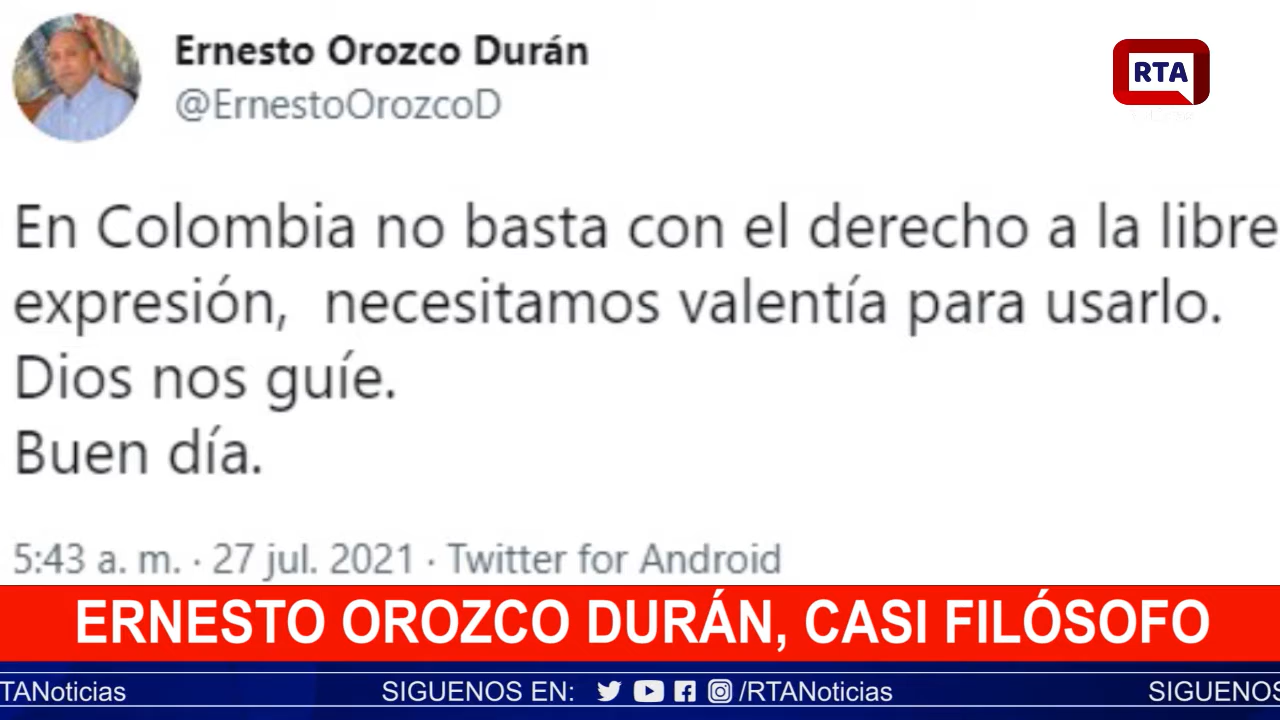 Ernesto Orozco Durán
@ErnestoOrozcoD
RTA
En Colombia no basta con el derecho a la libre
expresión,  necesitamos valentía para usarlo.
Dios nos guíe.
Buen día.
5:43 a. m. · 27 jul. 2021 · Twitter for Android
ERNESTO OROZCO DURÁN, CASI FILÓSOFO
TANoticias SIGUENOS EN: /RTANoticias SIGUENOS